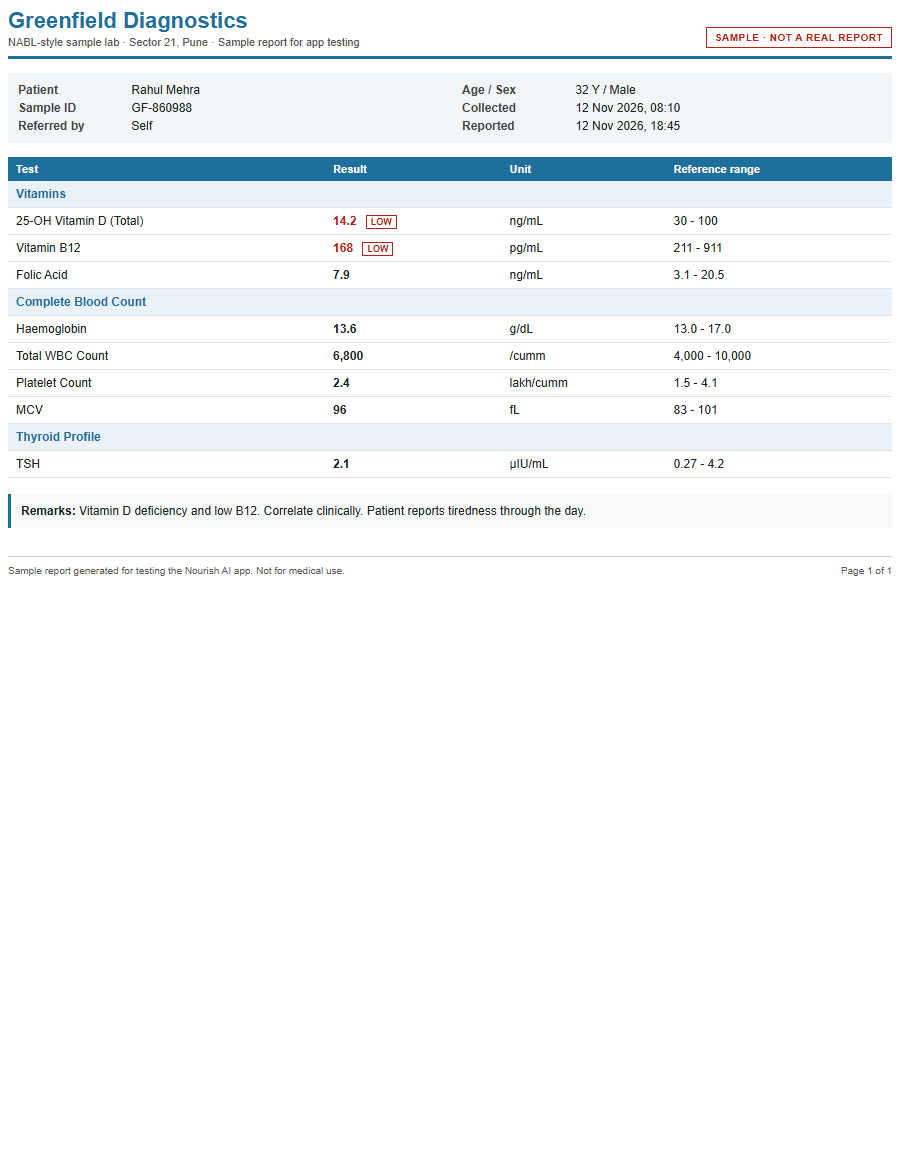 Greenfield Diagnostics
NABL-style sample lab · Sector 21, Pune · Sample report for app testing
SAMPLE · NOT A REAL REPORT
Patient Rahul Mehra Age / Sex 32 Y / Male
Sample ID GF-860988 Collected 12 Nov 2026, 08:10
Referred by Self Reported 12 Nov 2026, 18:45
Test Result Unit Reference range
Vitamins
25-OH Vitamin D (Total) 14.2 LOW ng/mL 30 - 100
Vitamin B12 168 LOW pg/mL 211 - 911
Folic Acid 7.9 ng/mL 3.1 - 20.5
Complete Blood Count
Haemoglobin 13.6 g/dL 13.0 - 17.0
Total WBC Count 6,800 /cumm 4,000 - 10,000
Platelet Count 2.4 lakh/cumm 1.5 - 4.1
MCV 96 fL 83 - 101
Thyroid Profile
TSH 2.1 µIU/mL 0.27 - 4.2
Remarks: Vitamin D deficiency and low B12. Correlate clinically. Patient reports tiredness through the day.
Sample report generated for testing the Nourish AI app. Not for medical use. Page 1 of 1